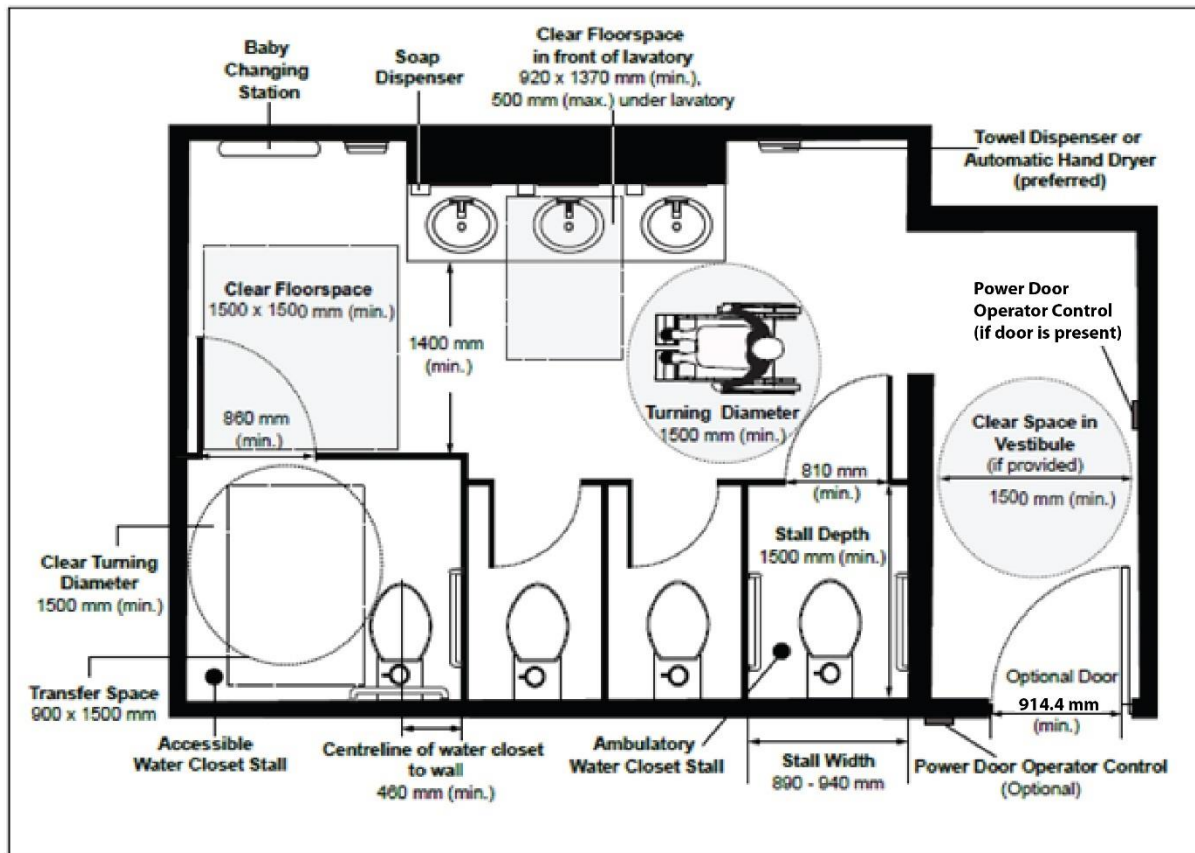 Baby
Changing
Station
Soap
Dispenser
Clear Floorspace
in front of lavatory
920 x 1370 mm (min.),
500 mm (max.) under lavatory
Towel Dispenser or
Automatic Hand Dryer
(preferred)
Clear Floorspace
1500 x 1500 mm (min.)
1400 mm
(min.)
Power Door
Operator Control
(if door is present)
860 mm
(min.)
Turning Diameter
1500 mm (min.)
Clear Space in
Vestibule
(if provided)
1500 mm (min.)
810 mm
(min.)
Stall Depth
1500 mm (min.)
Clear Turning
Diameter
1500 mm (min.)
Transfer Space
900 x 1500 mm
Optional Door
914.4 mm
(min.)
Accessible
Water Closet Stall
Centreline of water closet
to wall
460 mm (min.)
Ambulatory
Water Closet Stall
Stall Width
890 - 940 mm
Power Door Operator Control
(Optional)